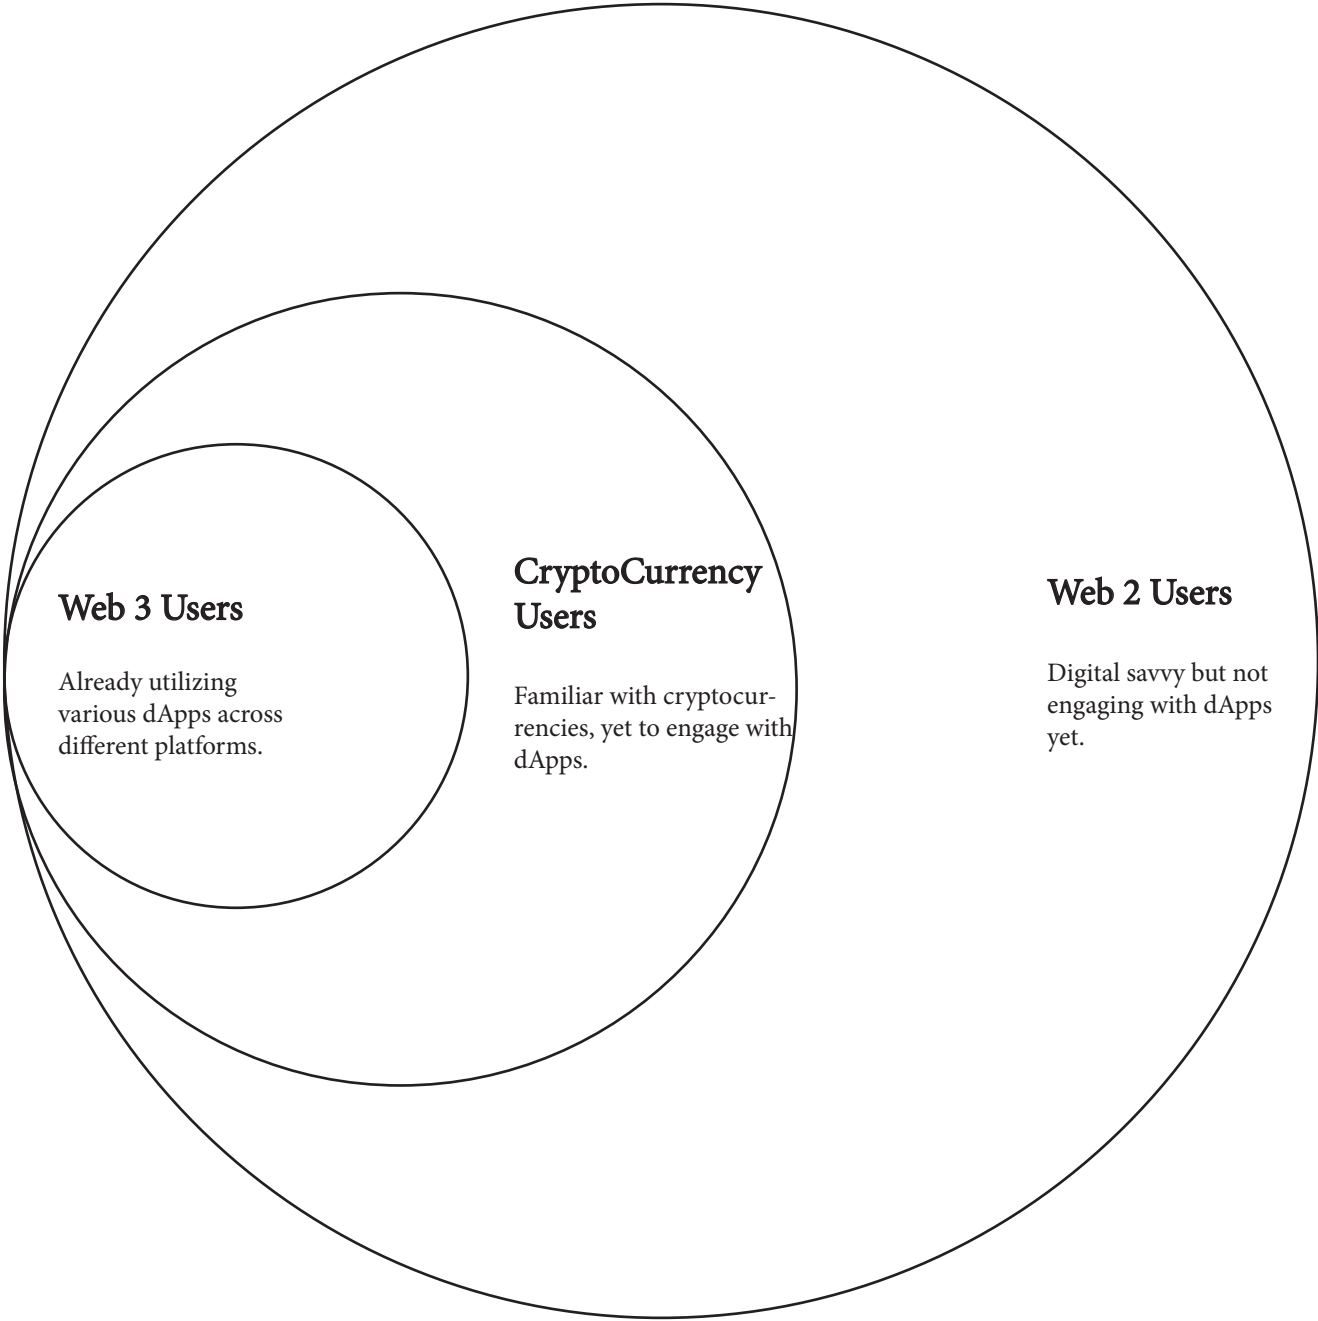 Web 3 Users
Already utilizing
various dApps across
different platforms.
CryptoCurrency
Users
Familiar with cryptocur-
rencies, yet to engage with
dApps.
Web 2 Users
Digital savvy but not
engaging with dApps
yet.